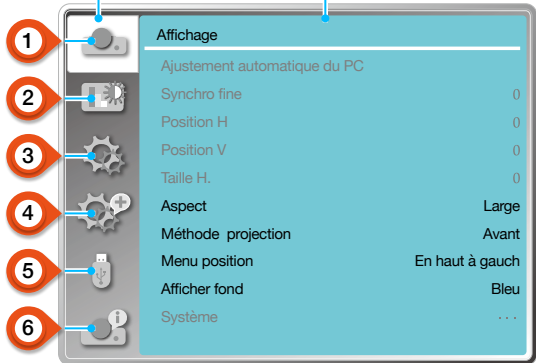 Affichage
1
Ajustement automatique du PC
2
Synchro fine 0
Position H 0
3
Position V 0
Taille H. 0
4
Aspect Large
Méthode projection Avant
5
Menu position En haut à gauch
Afficher fond Bleu
6
Système ...